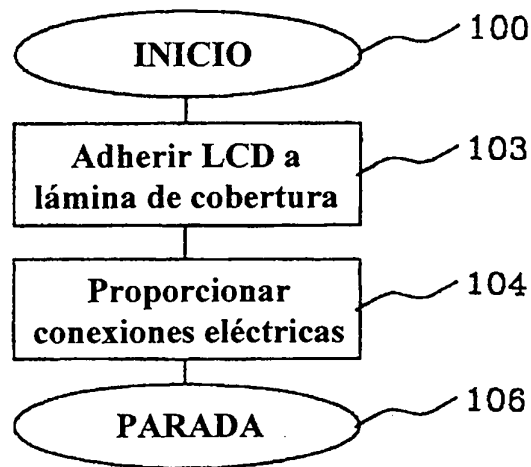 INICIO
100
Adherir LCD a
lámina de cobertura
103
Proporcionar
conexiones eléctricas
104
PARADA
106